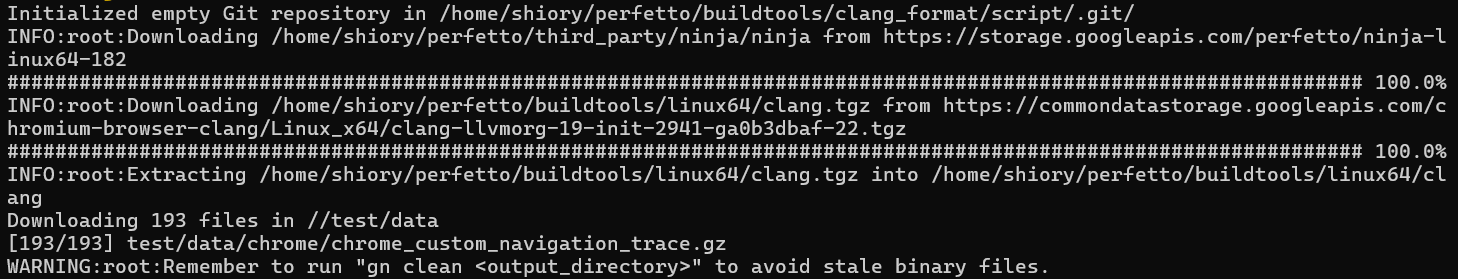 Initialized empty Git repository in /home/shiory/perfetto/buildtools/clang_format/script/.git/
INFO:root:Downloading /home/shiory/perfetto/third_party/ninja/ninja from https://storage.googleapis.com/perfetto/ninja-l
inux64-182
################################################################################################################# 100.0%
INFO:root:Downloading /home/shiory/perfetto/buildtools/linux64/clang.tgz from https://commondatastorage.googleapis.com/c
hromium-browser-clang/Linux_x64/clang-llvmorg-19-init-2941-ga0b3dbaf-22.tgz
################################################################################################################# 100.0%
INFO:root:Extracting /home/shiory/perfetto/buildtools/linux64/clang.tgz into /home/shiory/perfetto/buildtools/linux64/cl
ang
Downloading 193 files in //test/data
[193/193] test/data/chrome/chrome_custom_navigation_trace.gz
WARNING:root:Remember to run "gn clean <output_directory>" to avoid stale binary files.